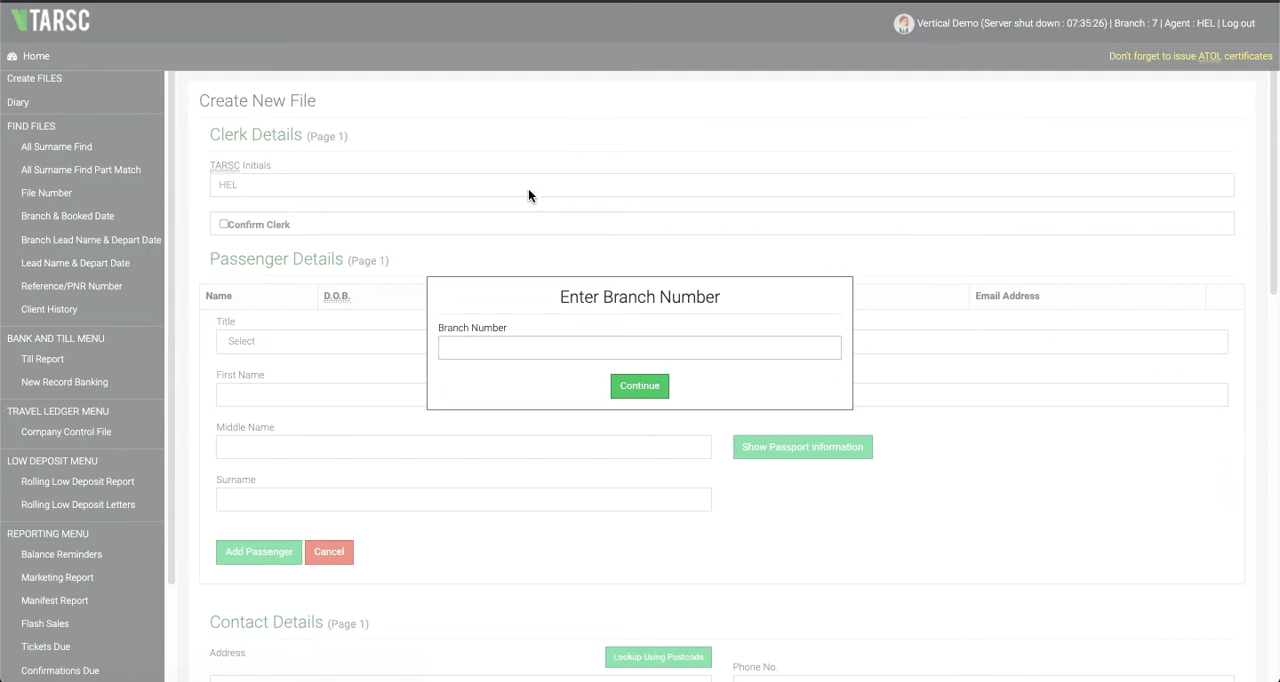 TARSC
Vertical Demo (Server shut down : 07:35:26) | Branch : 7 | Agent : HEL | Log out
Home
Don't forget to issue ATOL certificates
Create FILES
Diary
FIND FILES
All Surname Find
All Surname Find Part Match
File Number
Branch & Booked Date
Branch Lead Name & Depart Date
Lead Name & Depart Date
Reference/PNR Number
Client History
BANK AND TILL MENU
Till Report
New Record Banking
TRAVEL LEDGER MENU
Company Control File
LOW DEPOSIT MENU
Rolling Low Deposit Report
Rolling Low Deposit Letters
REPORTING MENU
Balance Reminders
Marketing Report
Manifest Report
Flash Sales
Tickets Due
Confirmations Due
Create New File
Clerk Details (Page 1)
TARSC Initials
HEL
Confirm Clerk
Passenger Details (Page 1)
Name D.O.B. Email Address
Title
Select
First Name
Middle Name
Show Passport information
Surname
Add Passenger Cancel
Enter Branch Number
Branch Number
Continue
Contact Details (Page 1)
Address
Lookup Using Postcode
Phone No.